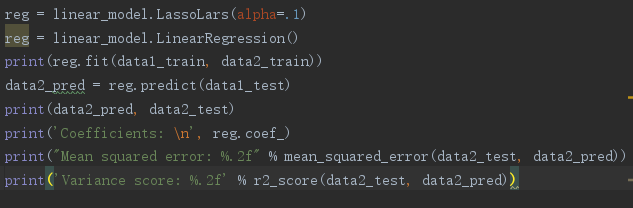 reg = linear_model.LassoLars(alpha=.1)
reg = linear_model.LinearRegression()
print(reg.fit(data1_train, data2_train))
data2_pred = reg.predict(data1_test)
print(data2_pred, data2_test)
print('Coefficients: \n', reg.coef_)
print("Mean squared error: %.2f" % mean_squared_error(data2_test, data2_pred))
print('Variance score: %.2f' % r2_score(data2_test, data2_pred))